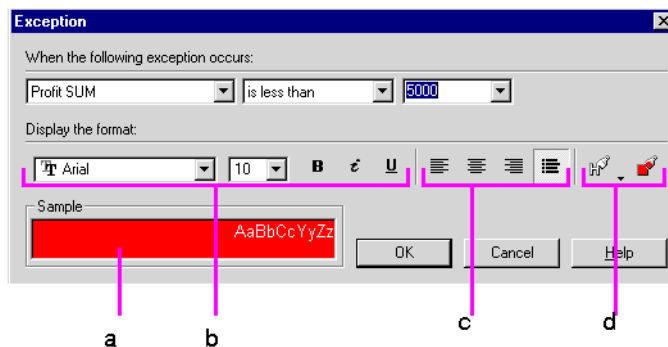 Exception
When the following exception occurs:
Profit SUM is less than 5000
Display the format:
Arial 10 B i U
Sample
AaBbCcYyZz
OK Cancel Help
a b c d